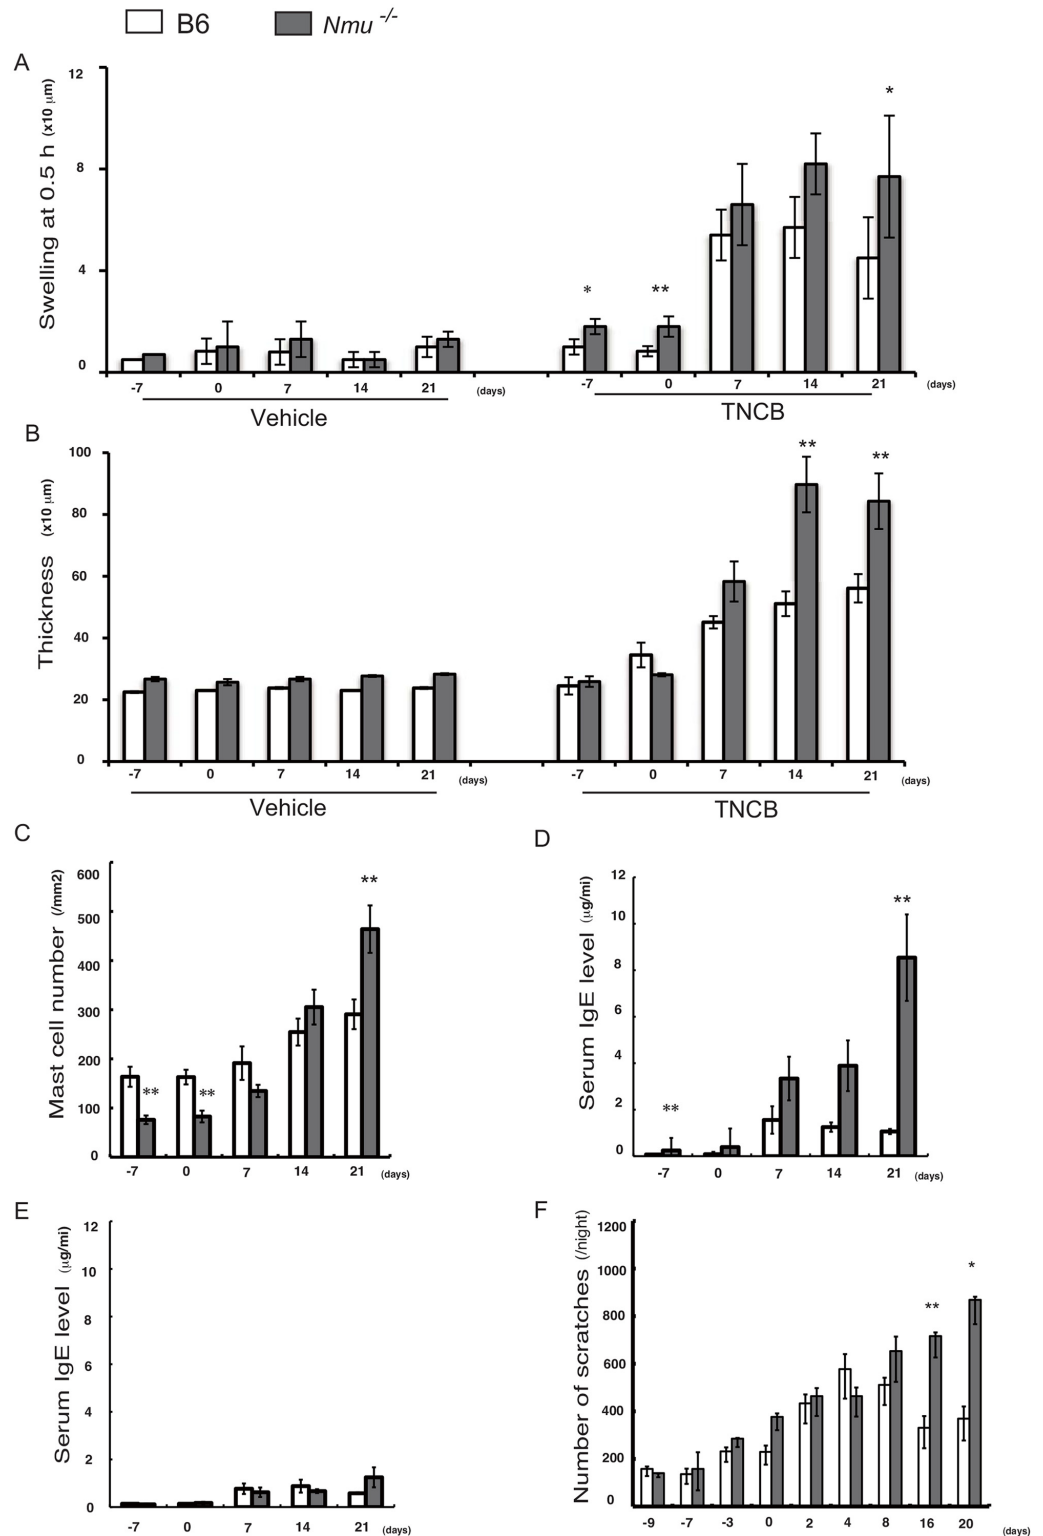 B6 Nmu -/-
A
Swelling at 0.5 h (x10 μm)
12
8
4
0
* ** *
-7 0 7 14 21 (days) -7 0 7 14 21 (days)
Vehicle TNCB
B
Thickness (x10 μm)
100
80
60
40
20
0
** **
-7 0 7 14 21 (days) -7 0 7 14 21 (days)
Vehicle TNCB
C
Mast cell number (/mm2)
600
500
400
300
200
100
0
** ** **
-7 0 7 14 21 (days)
D
Serum IgE level (μg/mi)
12
10
8
6
4
2
0
** **
-7 0 7 14 21 (days)
E
Serum IgE level (μg/mi)
12
10
8
6
4
2
0
-7 0 7 14 21 (days)
F
Number of scratches (/night)
1200
1000
800
600
400
200
0
** *
-9 -7 -3 0 2 4 8 16 20 (days)